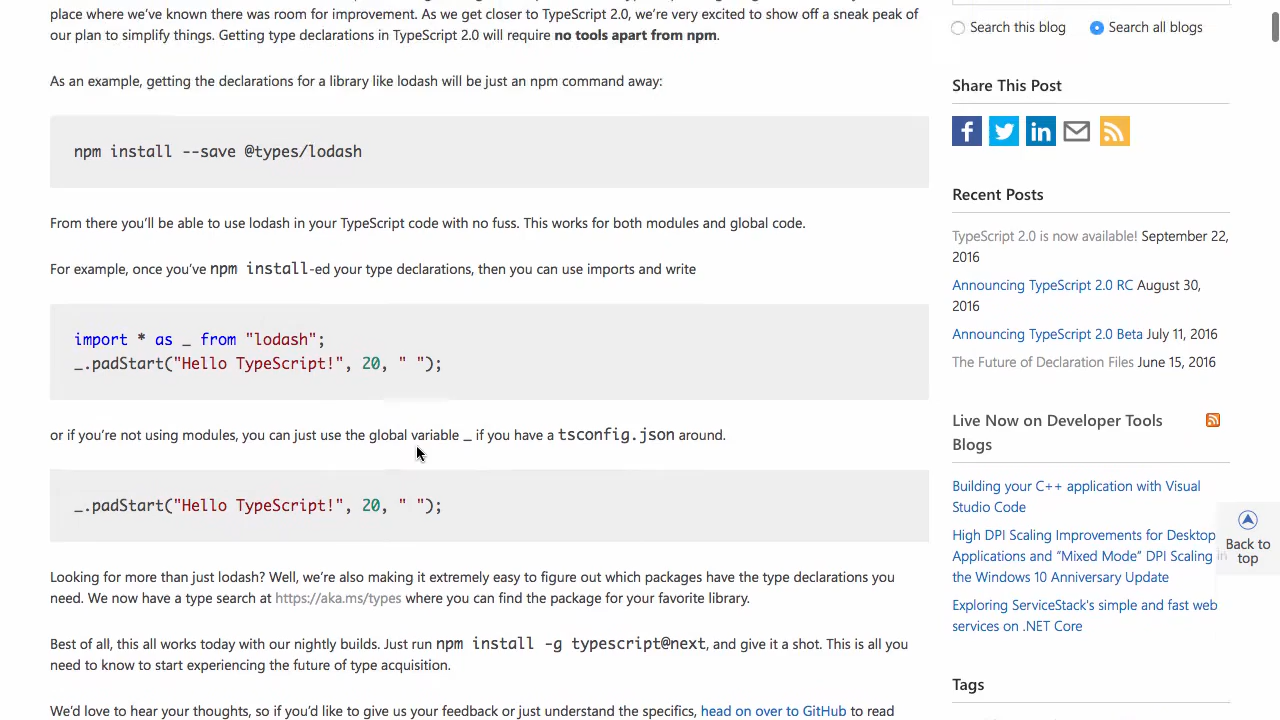 place where we've known there was room for improvement. As we get closer to TypeScript 2.0, we're very excited to show off a sneak peak of
our plan to simplify things. Getting type declarations in TypeScript 2.0 will require no tools apart from npm.
As an example, getting the declarations for a library like lodash will be just an npm command away:
npm install --save @types/lodash
From there you'll be able to use lodash in your TypeScript code with no fuss. This works for both modules and global code.
For example, once you've npm install-ed your type declarations, then you can use imports and write
import * as _ from "lodash";
_.padStart("Hello TypeScript!", 20, " ");
or if you're not using modules, you can just use the global variable _ if you have a tsconfig.json around.
_.padStart("Hello TypeScript!", 20, " ");
Looking for more than just lodash? Well, we're also making it extremely easy to figure out which packages have the type declarations you
need. We now have a type search at https://aka.ms/types where you can find the package for your favorite library.
Best of all, this all works today with our nightly builds. Just run npm install -g typescript@next, and give it a shot. This is all you
need to know to start experiencing the future of type acquisition.
We'd love to hear your thoughts, so if you'd like to give us your feedback or just understand the specifics, head on over to GitHub to read
Search this blog
Search all blogs
Share This Post
f
in
Recent Posts
TypeScript 2.0 is now available! September 22,
2016
Announcing TypeScript 2.0 RC August 30,
2016
Announcing TypeScript 2.0 Beta July 11, 2016
The Future of Declaration Files June 15, 2016
Live Now on Developer Tools
Blogs
Building your C++ application with Visual
Studio Code
High DPI Scaling Improvements for Desktop
Applications and “Mixed Mode” DPI Scaling in
the Windows 10 Anniversary Update
Exploring ServiceStack's simple and fast web
services on .NET Core
Back to
top
Tags